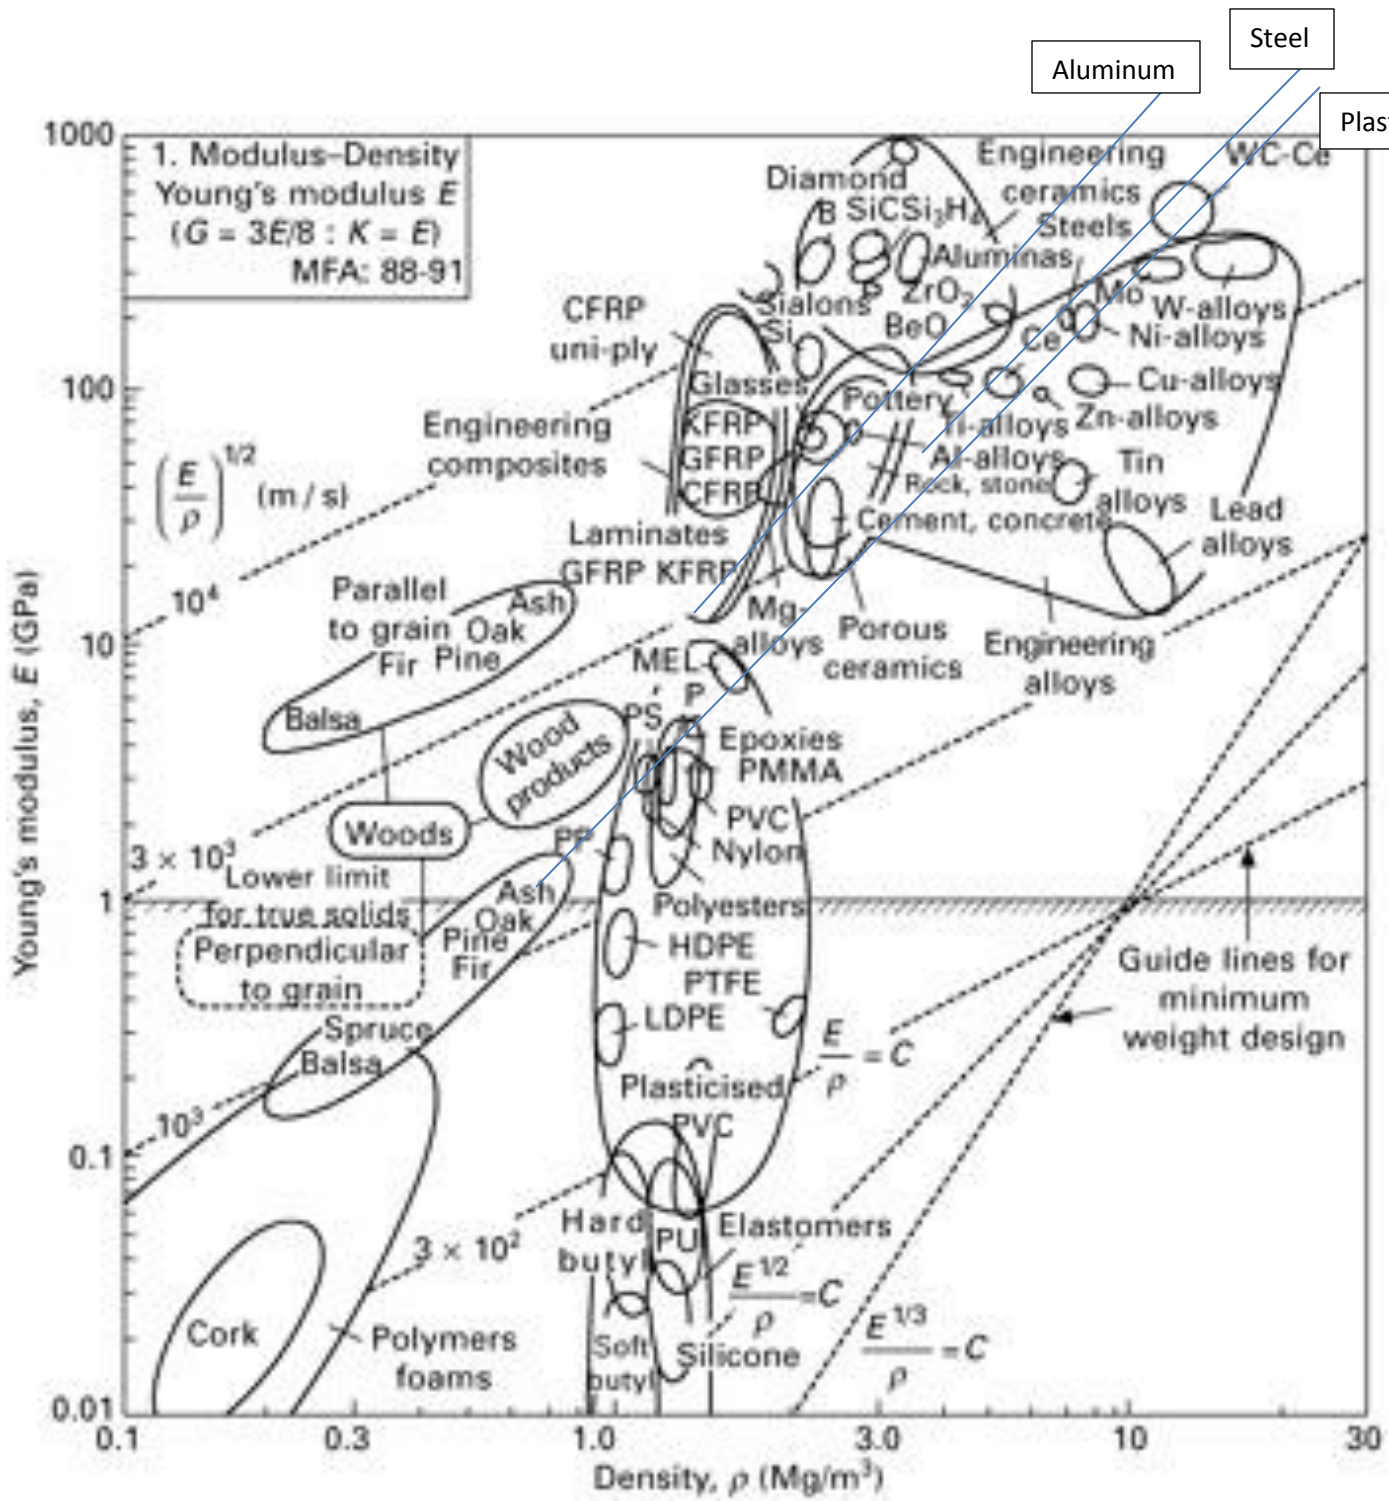 Steel
Aluminum
Plast
1000
1. Modulus–Density
Young's modulus E
(G = 3E/8 : K = E)
MFA: 88-91
Diamond
Engineering
ceramics
WC-Ce
B SiC Si₃H₄
Steels
Aluminas
Sialons
ZrO₂
Mo
W-alloys
CFRP
uni-ply
Si
BeO
Ce
Ni-alloys
100
Glasses
Pottery
Cu-alloys
Engineering
composites
KFRP
GFRP
CFRP
Ti-alloys
Zn-alloys
Al-alloys
Rock, stone
Tin
alloys
(E/ρ)^1/2 (m/s)
Cement, concrete
Lead
alloys
Laminates
GFRP KFRP
10⁴
Parallel
to grain
Ash
Oak
Fir Pine
Balsa
Mg-
alloys
Porous
ceramics
Engineering
alloys
10
MEL
P
PS
Wood
products
Epoxies
PMMA
PVC
Nylon
Woods
PP
3 × 10³
Lower limit
for true solids
1
Ash
Oak
Pine
Fir
Polyesters
Perpendicular
to grain
HDPE
PTFE
LDPE
Guide lines for
minimum
weight design
Spruce
Balsa
E/ρ = C
Plasticised
PVC
10³
0.1
Hard
butyl
PU
Elastomers
3 × 10²
E^1/2/ρ = C
E^1/3/ρ = C
Cork
Polymers
foams
Soft
butyl
Silicone
0.01
0.1
0.3
1.0
3.0
10
30
Density, ρ (Mg/m³)
Young's modulus, E (GPa)